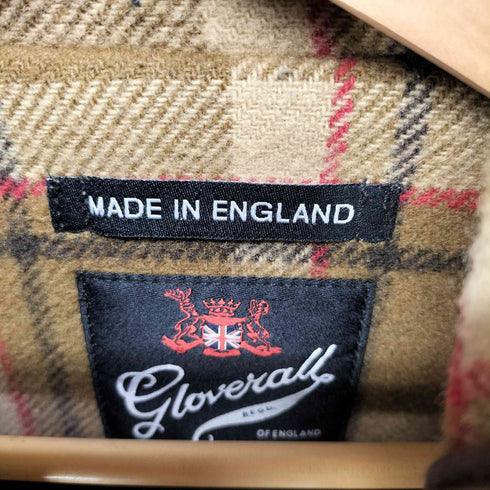 MADE IN ENGLAND
Gloverall
REGD.
OF ENGLAND